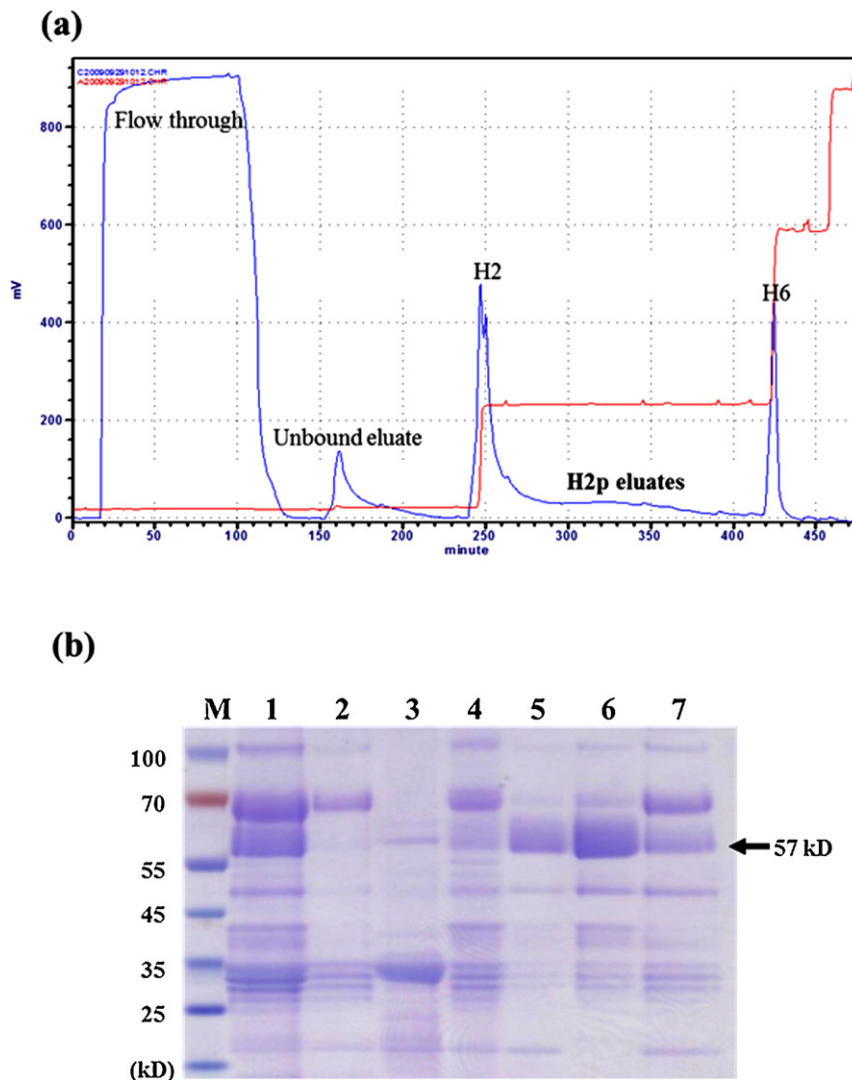 (a)
C200909291012.CHR
A200909291012.CHR
Flow through
800
600
400
200
0
mV
Unbound eluate
H2
H2p eluates
H6
0 50 100 150 200 250 300 350 400 450
minute
(b)
M 1 2 3 4 5 6 7
100
70
55
45
35
25
(kD)
57 kD